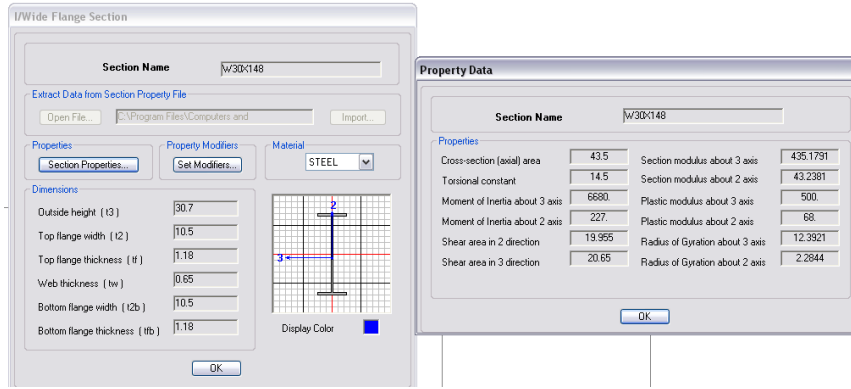 I/Wide Flange Section
Section Name W30X148
Extract Data from Section Property File
Open File... C:\Program Files\Computers and Import...
Properties Property Modifiers Material
Section Properties... Set Modifiers... STEEL
Dimensions
Outside height ( t3 ) 30.7
Top flange width ( t2 ) 10.5
Top flange thickness ( tf ) 1.18
Web thickness ( tw ) 0.65
Bottom flange width ( t2b ) 10.5
Bottom flange thickness ( tfb ) 1.18
2
3
Display Color
OK
Property Data
Section Name W30X148
Properties
Cross-section (axial) area 43.5 Section modulus about 3 axis 435.1791
Torsional constant 14.5 Section modulus about 2 axis 43.2381
Moment of Inertia about 3 axis 6680. Plastic modulus about 3 axis 500.
Moment of Inertia about 2 axis 227. Plastic modulus about 2 axis 68.
Shear area in 2 direction 19.955 Radius of Gyration about 3 axis 12.3921
Shear area in 3 direction 20.65 Radius of Gyration about 2 axis 2.2844
OK